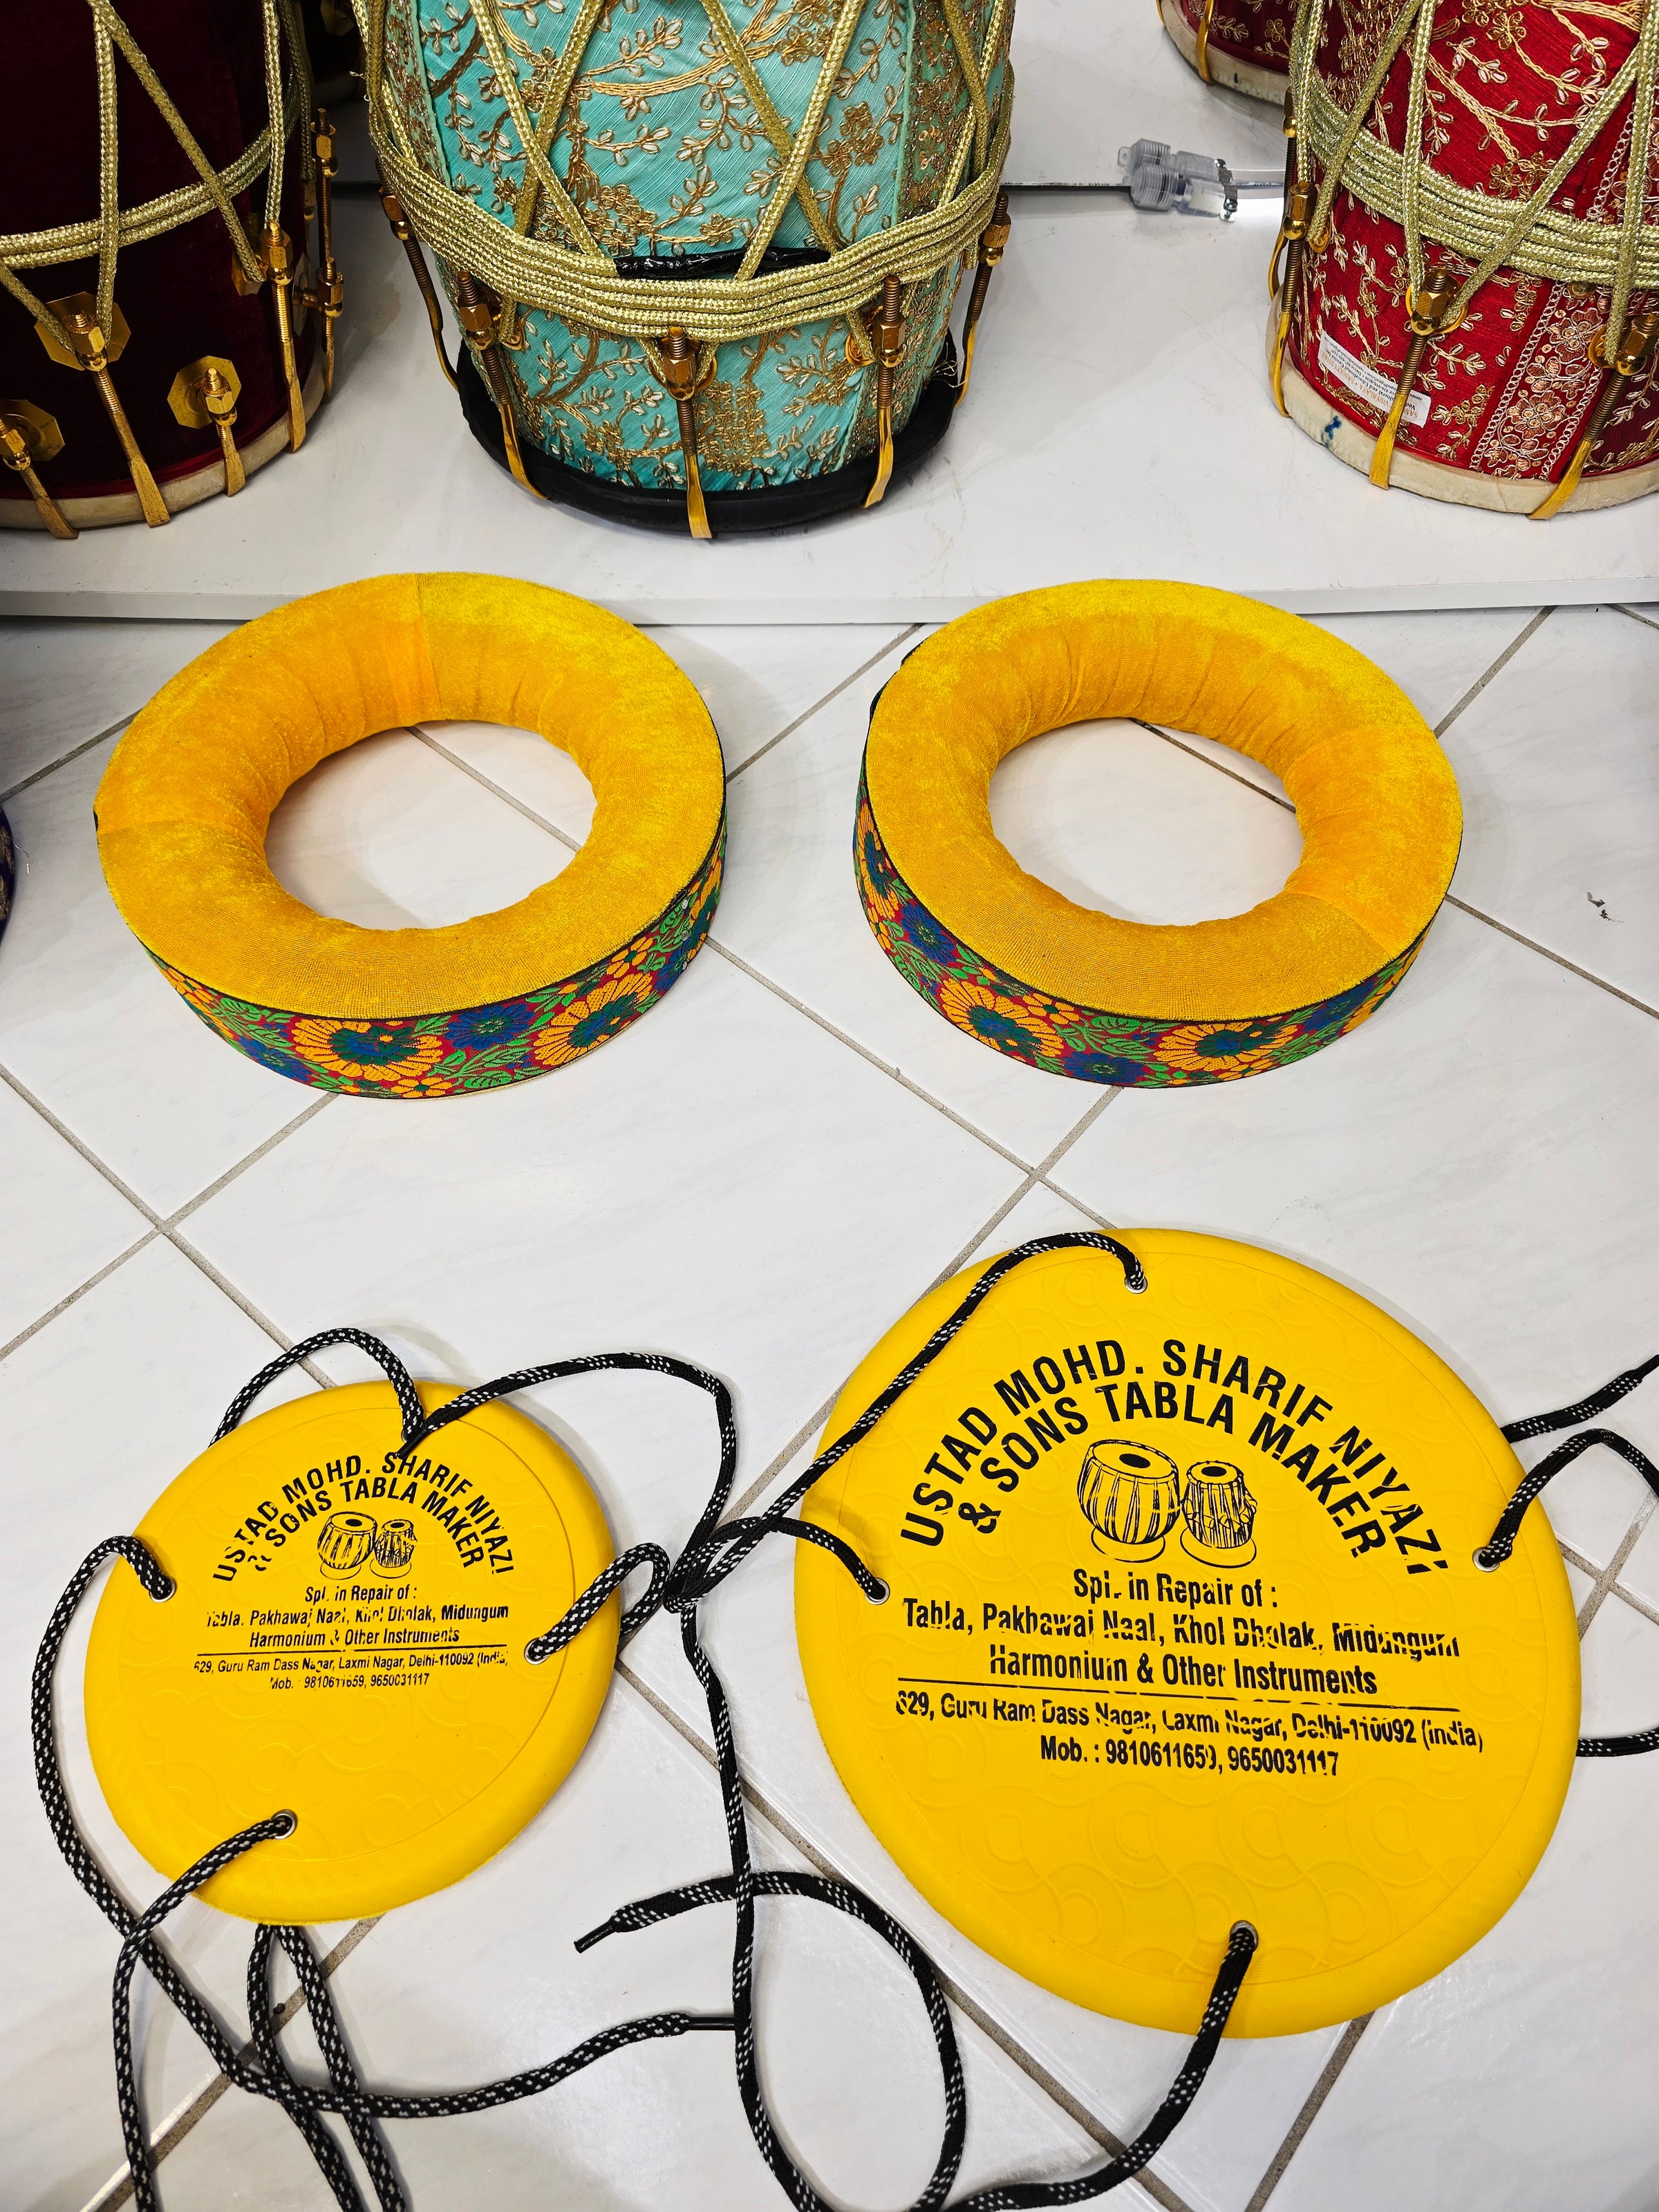 USTAD MOHD. SHARIF NIYAZI
& SONS TABLA MAKER
Spl. in Repair of :
Tabla, Pakhawaj Naal, Khol Dholak, Midungum
Harmonium & Other Instruments
629, Guru Ram Dass Nagar, Laxmi Nagar, Delhi-110092 (India)
Mob. : 9810611659, 9650031117
USTAD MOHD. SHARIF NIYAZI
& SONS TABLA MAKER
Spl. in Repair of :
Tabla, Pakhawaj Naal, Khol Dholak, Midungum
Harmonium & Other Instruments
629, Guru Ram Dass Nagar, Laxmi Nagar, Delhi-110092 (India)
Mob. : 9810611659, 9650031117